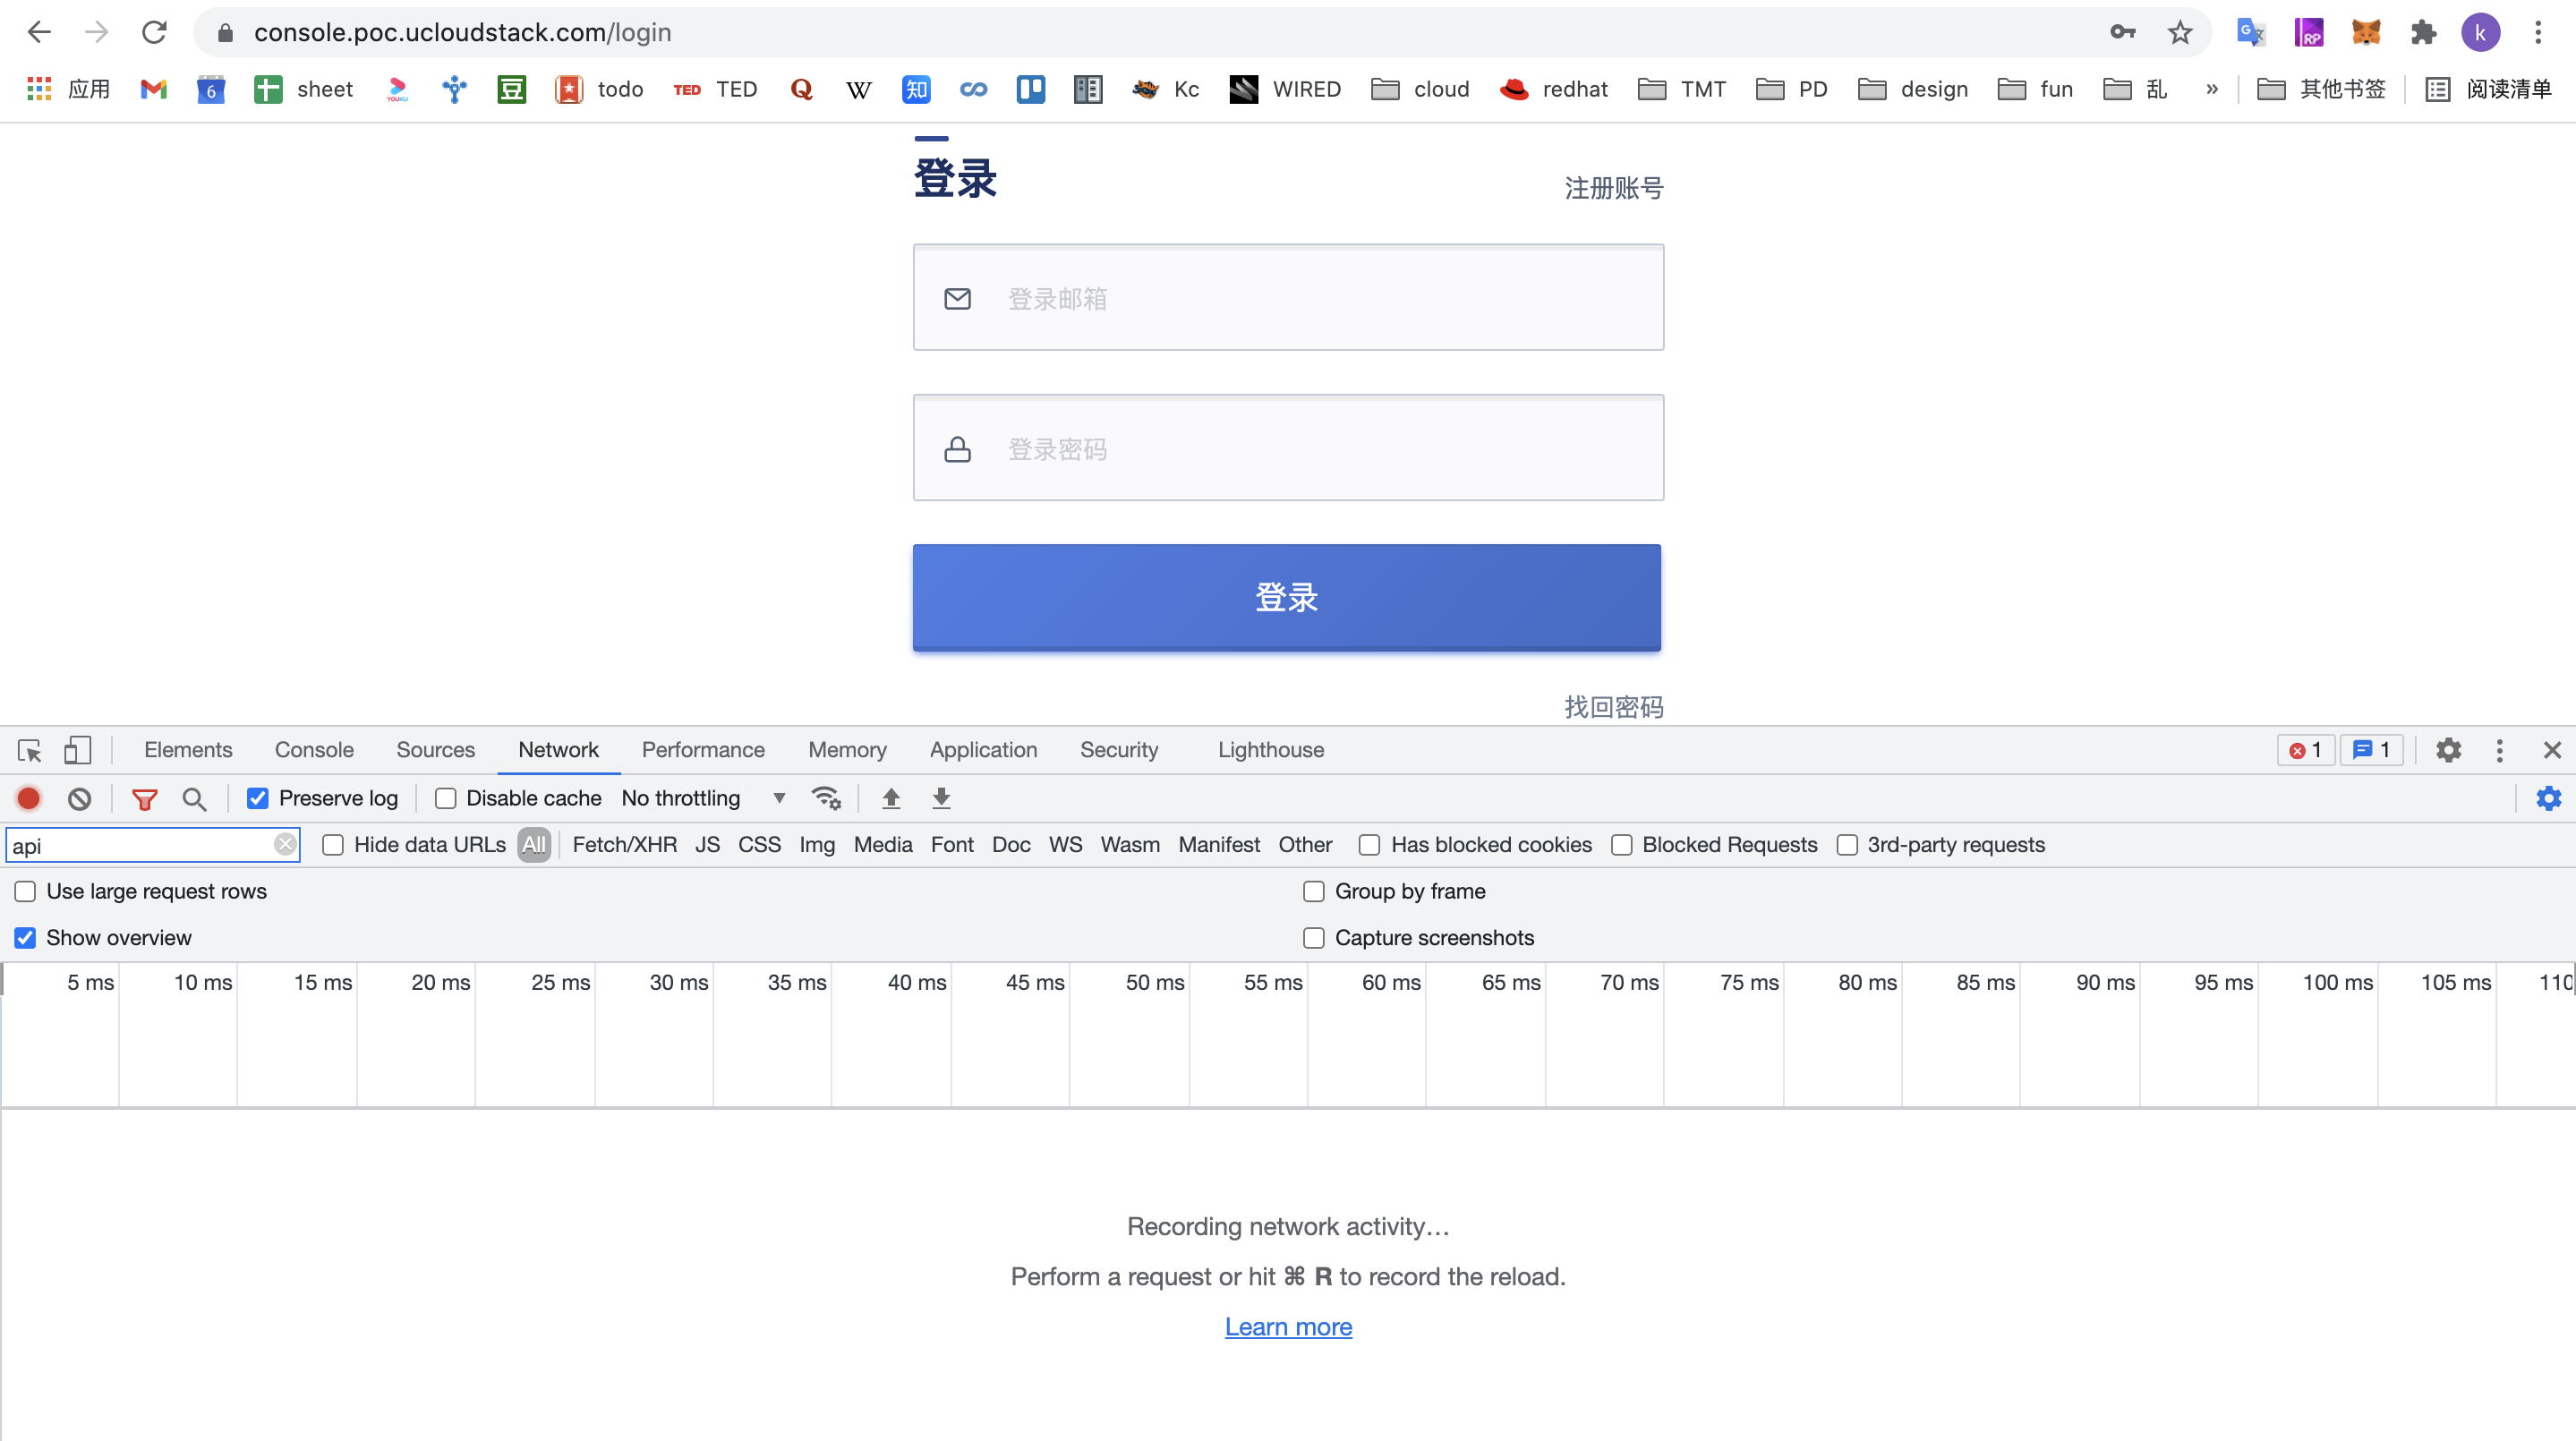 console.poc.ucloudstack.com/login
k
应用 6 sheet YOUKU 豆 todo TED TED Q W 知 Kc WIRED cloud redhat TMT PD design fun 乱 » 其他书签 阅读清单
登录
注册账号
登录邮箱
登录密码
登录
找回密码
Elements Console Sources Network Performance Memory Application Security Lighthouse 1 1
Preserve log Disable cache No throttling
api Hide data URLs All Fetch/XHR JS CSS Img Media Font Doc WS Wasm Manifest Other Has blocked cookies Blocked Requests 3rd-party requests
Use large request rows Group by frame
Show overview Capture screenshots
5 ms 10 ms 15 ms 20 ms 25 ms 30 ms 35 ms 40 ms 45 ms 50 ms 55 ms 60 ms 65 ms 70 ms 75 ms 80 ms 85 ms 90 ms 95 ms 100 ms 105 ms 110
Recording network activity…
Perform a request or hit ⌘ R to record the reload.
Learn more